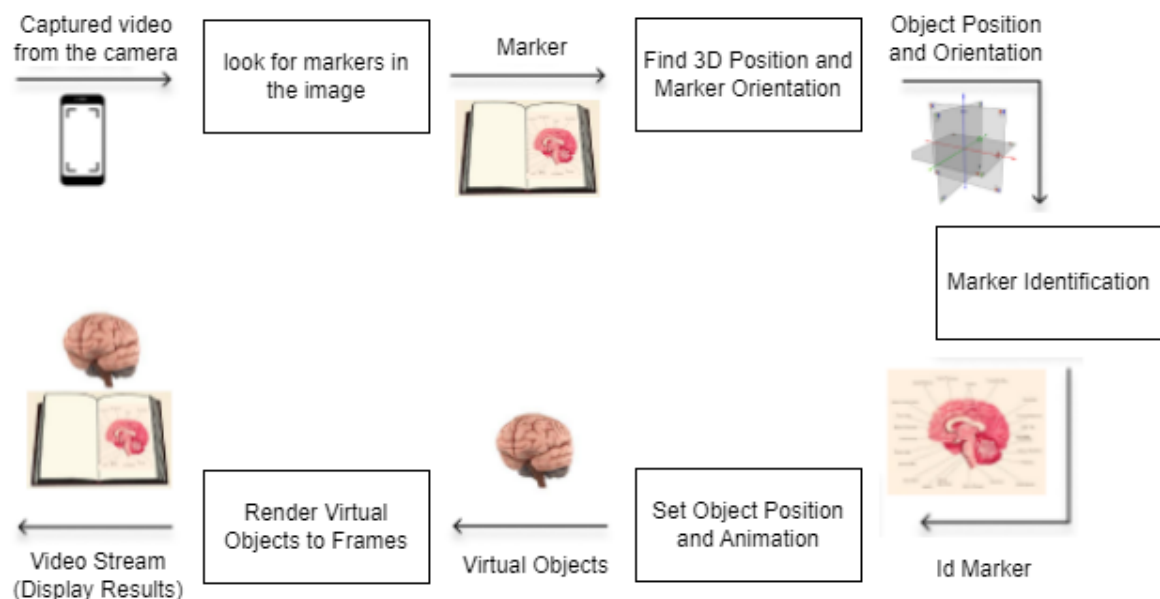 Captured video
from the camera
look for markers in
the image
Marker
Find 3D Position and
Marker Orientation
Object Position
and Orientation
Marker Identification
Id Marker
Set Object Position
and Animation
Virtual Objects
Render Virtual
Objects to Frames
Video Stream
(Display Results)